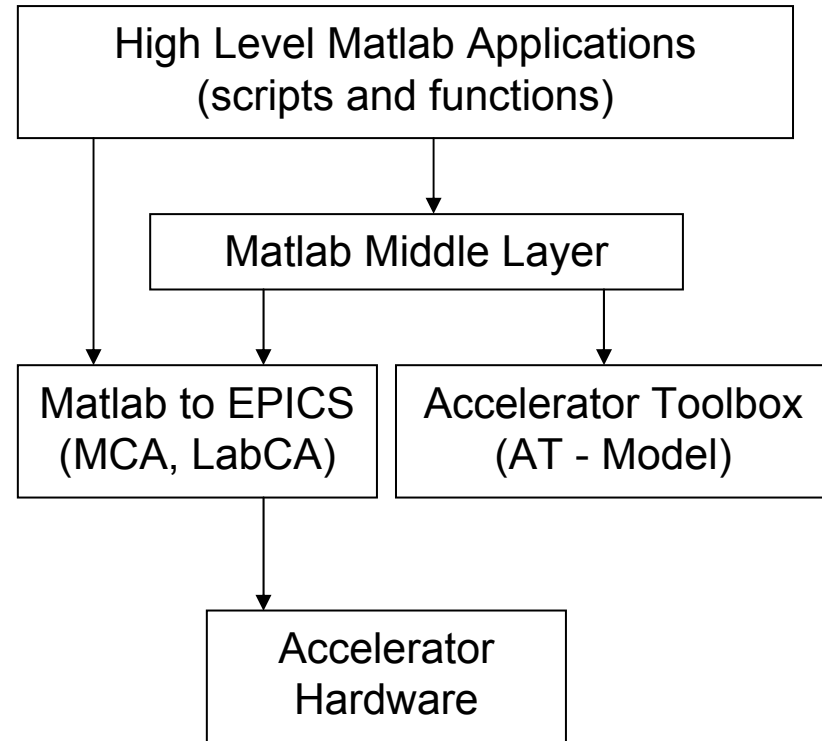 High Level Matlab Applications
(scripts and functions)
Matlab Middle Layer
Matlab to EPICS
(MCA, LabCA)
Accelerator Toolbox
(AT - Model)
Accelerator
Hardware